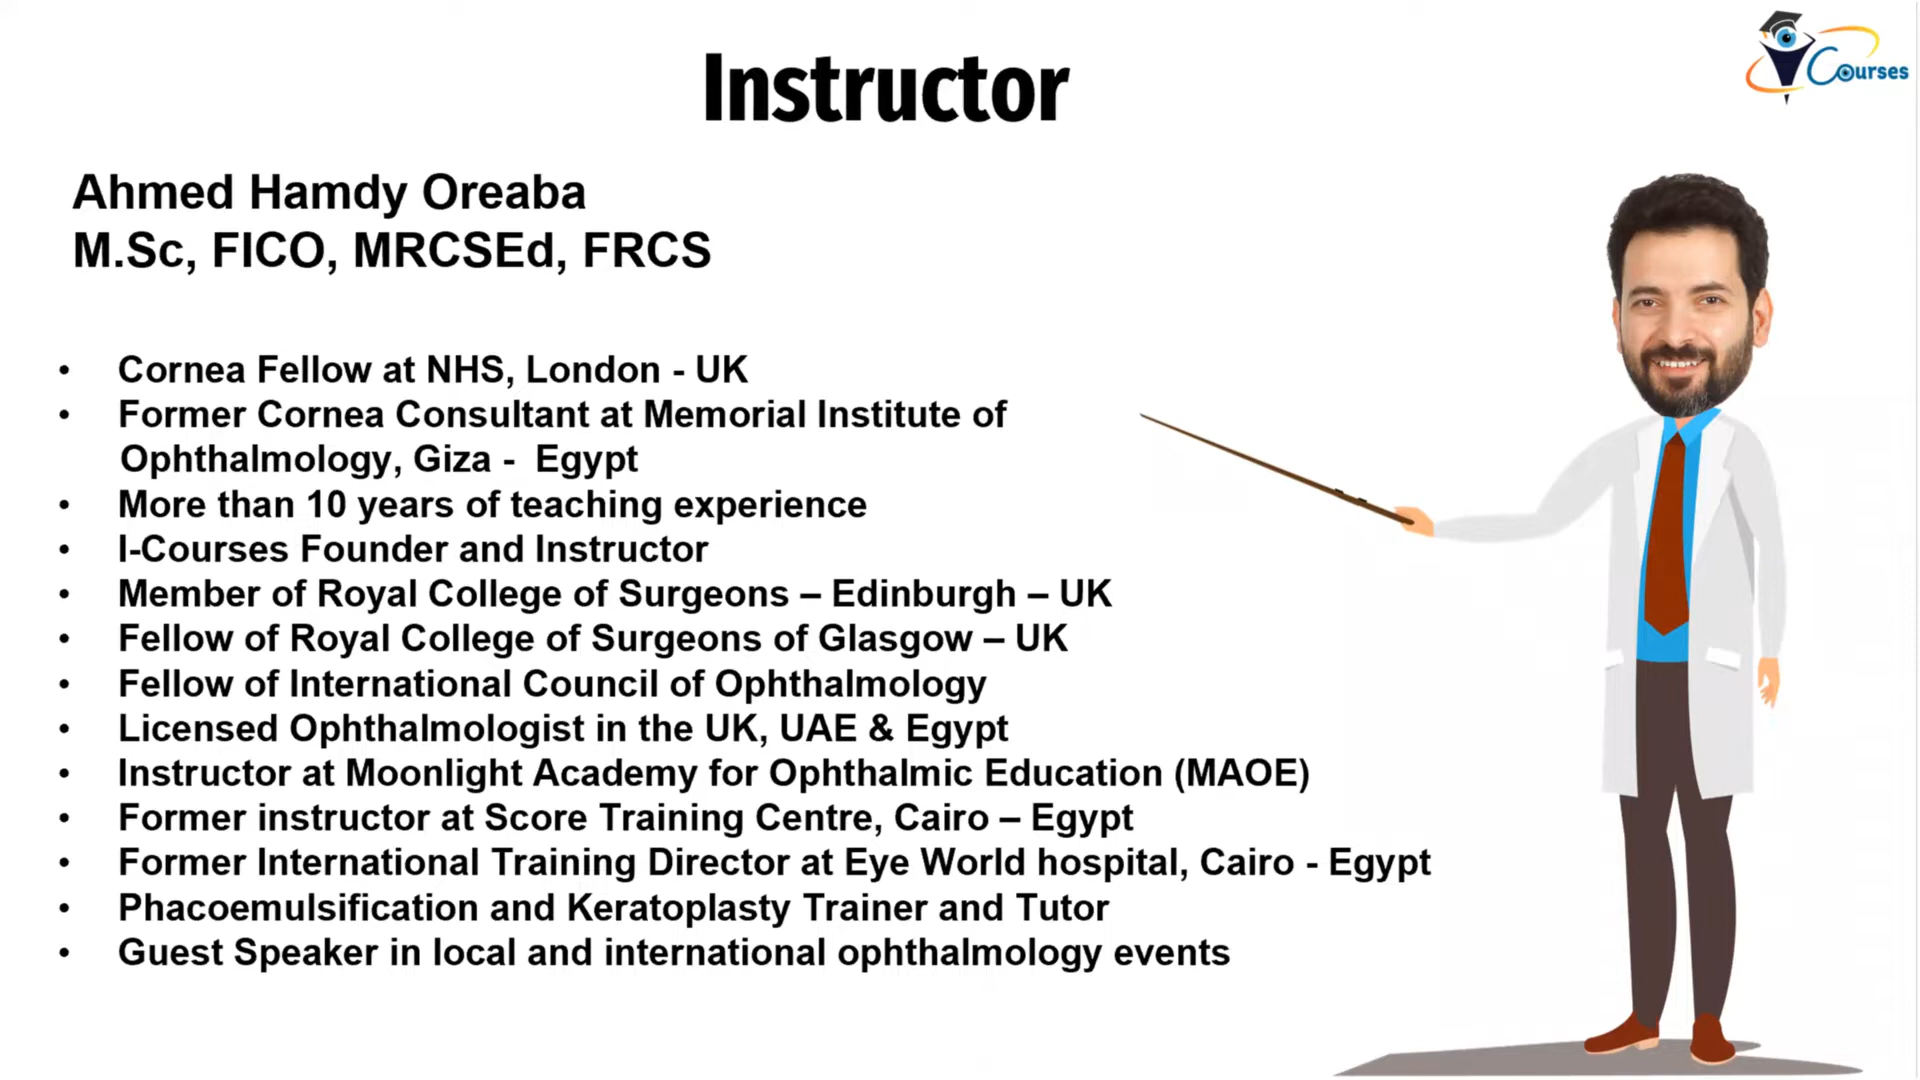 Courses
Instructor
Ahmed Hamdy Oreaba
M.Sc, FICO, MRCSEd, FRCS
• Cornea Fellow at NHS, London - UK
• Former Cornea Consultant at Memorial Institute of
Ophthalmology, Giza - Egypt
• More than 10 years of teaching experience
• I-Courses Founder and Instructor
• Member of Royal College of Surgeons – Edinburgh – UK
• Fellow of Royal College of Surgeons of Glasgow – UK
• Fellow of International Council of Ophthalmology
• Licensed Ophthalmologist in the UK, UAE & Egypt
• Instructor at Moonlight Academy for Ophthalmic Education (MAOE)
• Former instructor at Score Training Centre, Cairo – Egypt
• Former International Training Director at Eye World hospital, Cairo - Egypt
• Phacoemulsification and Keratoplasty Trainer and Tutor
• Guest Speaker in local and international ophthalmology events